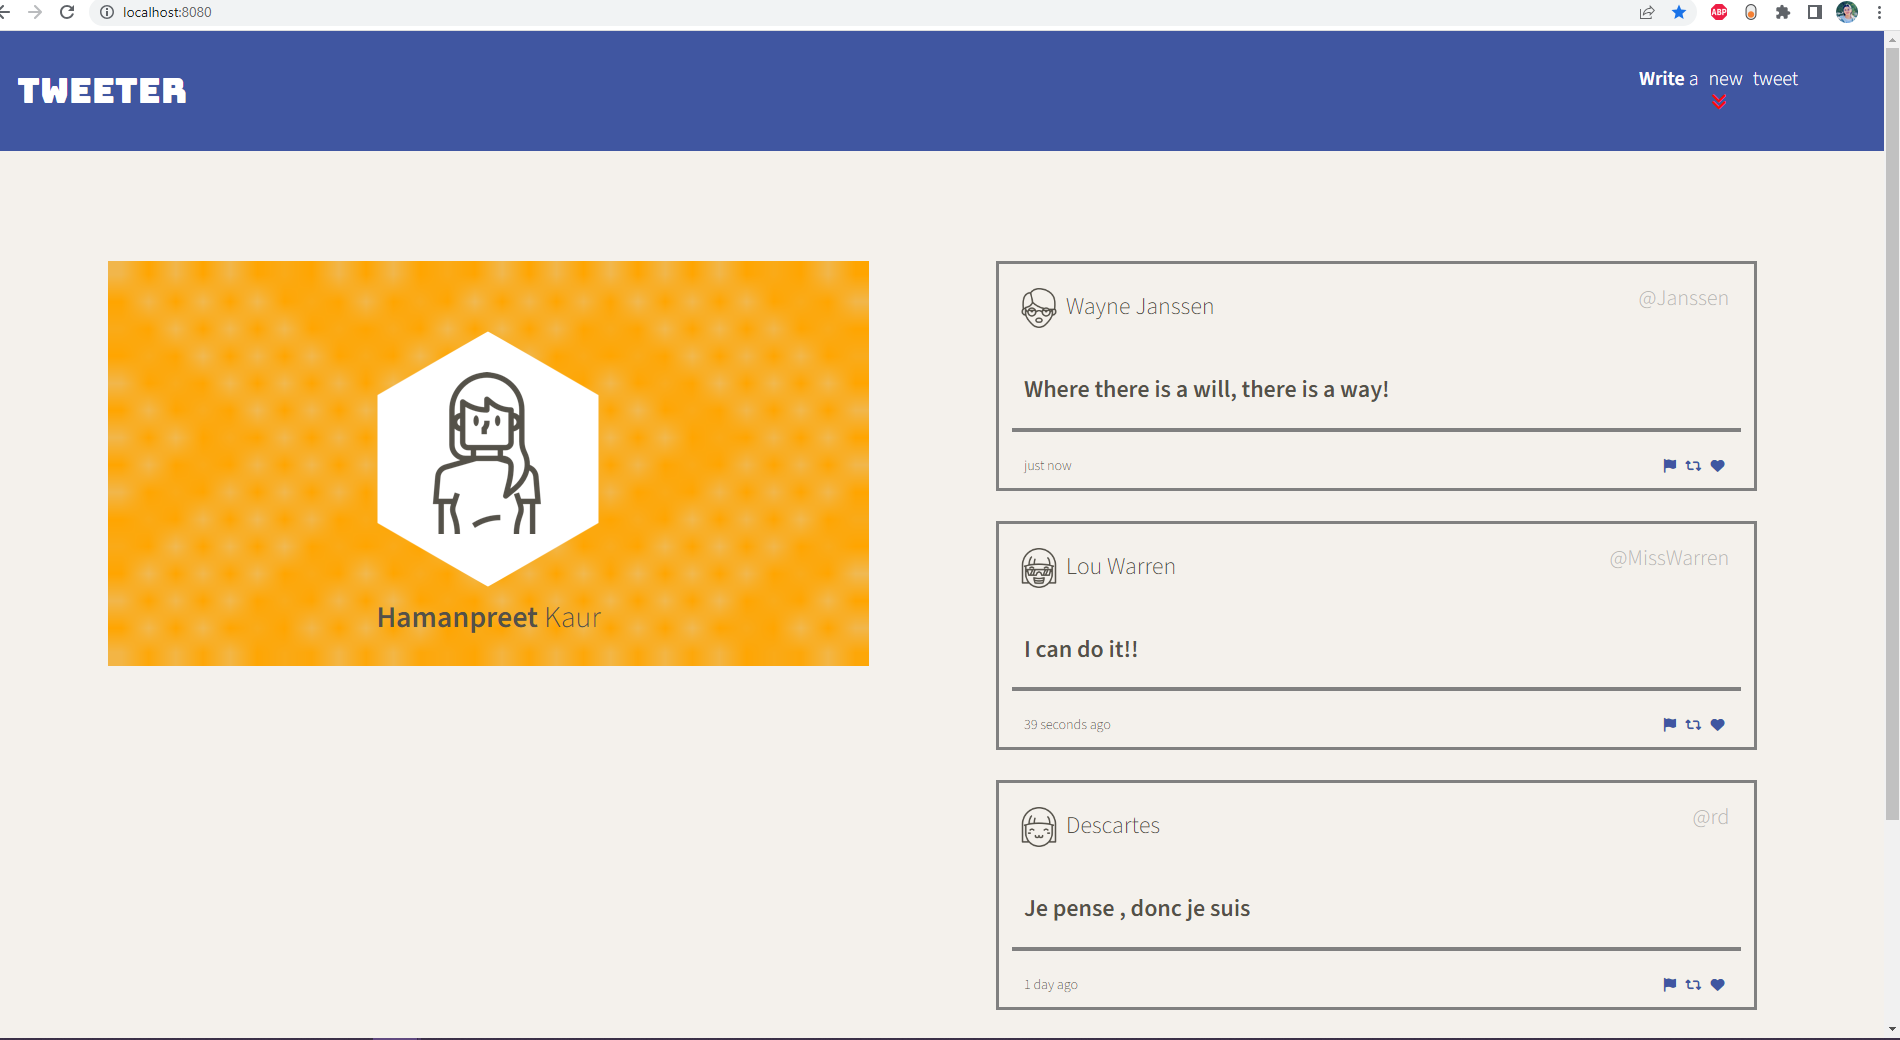 localhost:8080
ABP
TWEETER
Write a new tweet
Hamanpreet Kaur
Wayne Janssen
@Janssen
Where there is a will, there is a way!
just now
Lou Warren
@MissWarren
I can do it!!
39 seconds ago
Descartes
@rd
Je pense , donc je suis
1 day ago